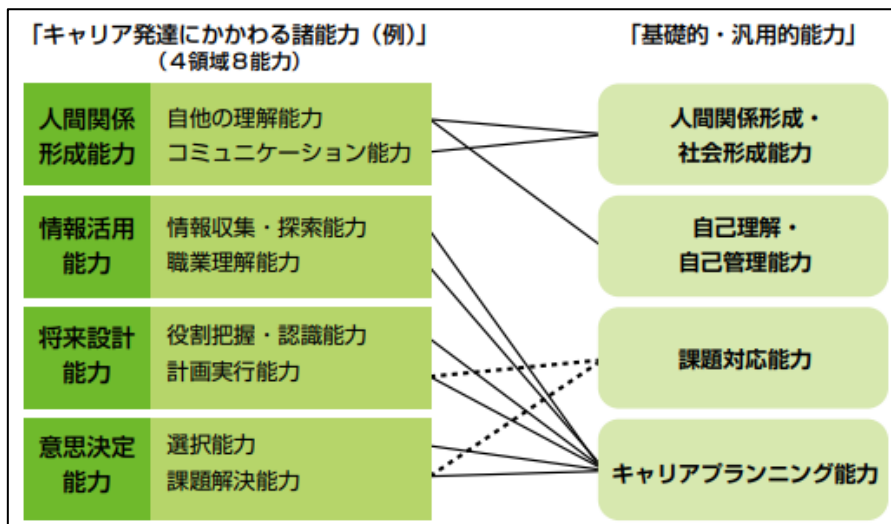 「キャリア発達にかかわる諸能力（例）」
（４領域８能力）
「基礎的・汎用的能力」
人間関係
形成能力
自他の理解能力
コミュニケーション能力
人間関係形成・
社会形成能力
情報活用
能力
情報収集・探索能力
職業理解能力
自己理解・
自己管理能力
将来設計
能力
役割把握・認識能力
計画実行能力
課題対応能力
意思決定
能力
選択能力
課題解決能力
キャリアプランニング能力